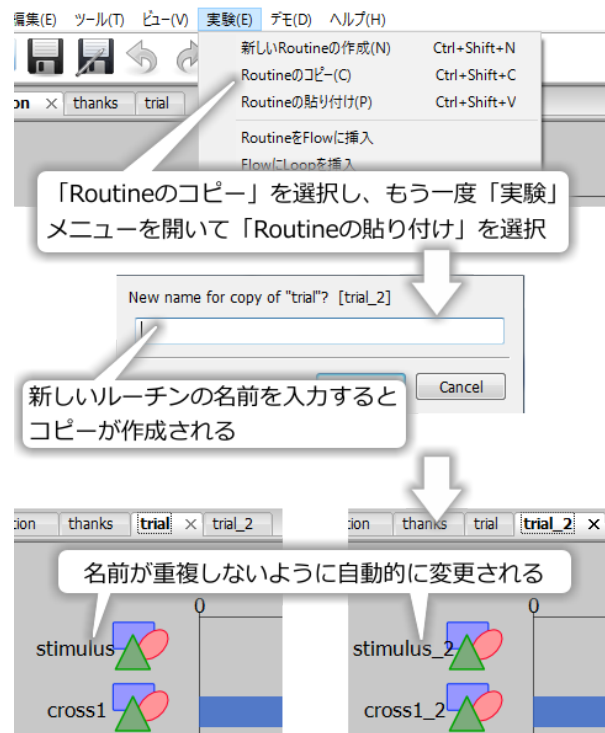 編集(E) ツール(T) ビュー(V) 実験(E) デモ(D) ヘルプ(H)
新しいRoutineの作成(N) Ctrl+Shift+N
Routineのコピー(C) Ctrl+Shift+C
Routineの貼り付け(P) Ctrl+Shift+V
on × thanks trial
RoutineをFlowに挿入
FlowにLoopを挿入
「Routineのコピー」を選択し、もう一度「実験」
メニューを開いて「Routineの貼り付け」を選択
New name for copy of "trial"? [trial_2]
Cancel
新しいルーチンの名前を入力すると
コピーが作成される
tion thanks trial × trial_2
tion thanks trial trial_2 ×
名前が重複しないように自動的に変更される
0
0
stimulus
stimulus_2
cross1
cross1_2